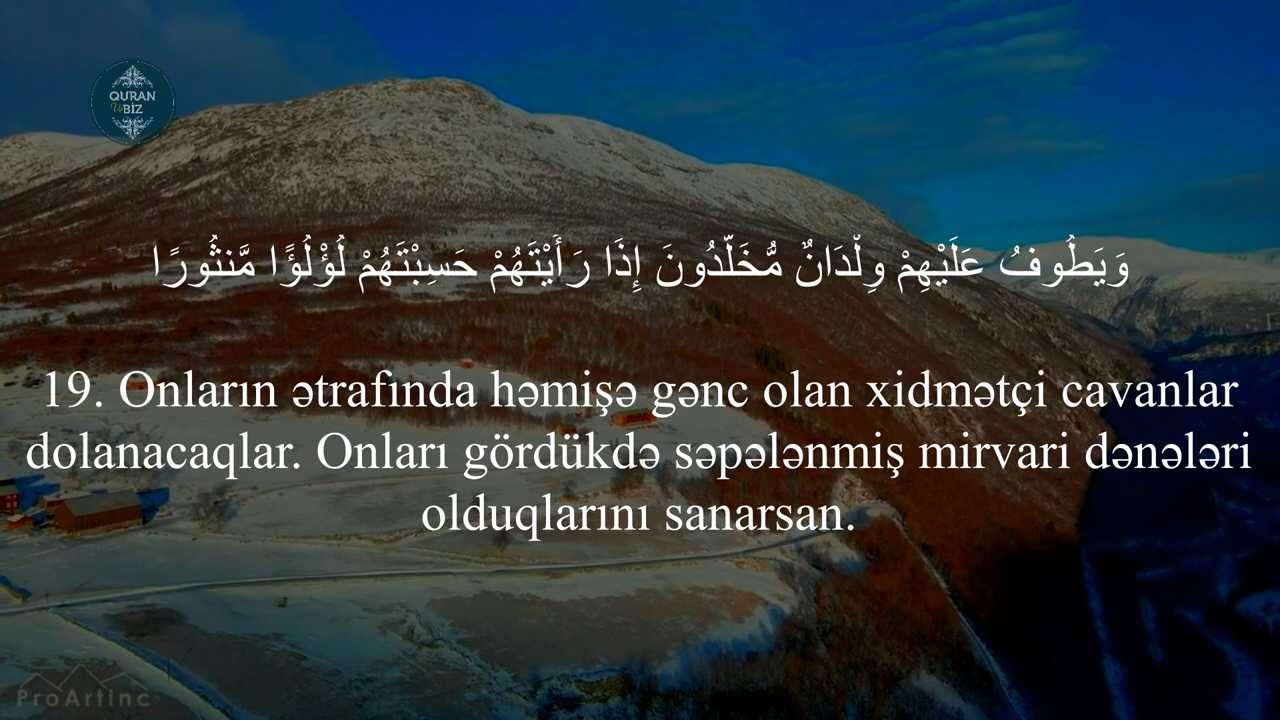 QURAN
Və
BİZ
وَيَطُوفُ عَلَيْهِمْ وِلْدَانٌ مُّخَلَّدُونَ إِذَا رَأَيْتَهُمْ حَسِبْتَهُمْ لُؤْلُؤًا مَّنثُورًا
19. Onların ətrafında həmişə gənc olan xidmətçi cavanlar
dolanacaqlar. Onları gördükdə səpələnmiş mirvari dənələri
olduqlarını sanarsan.
ProArtInc